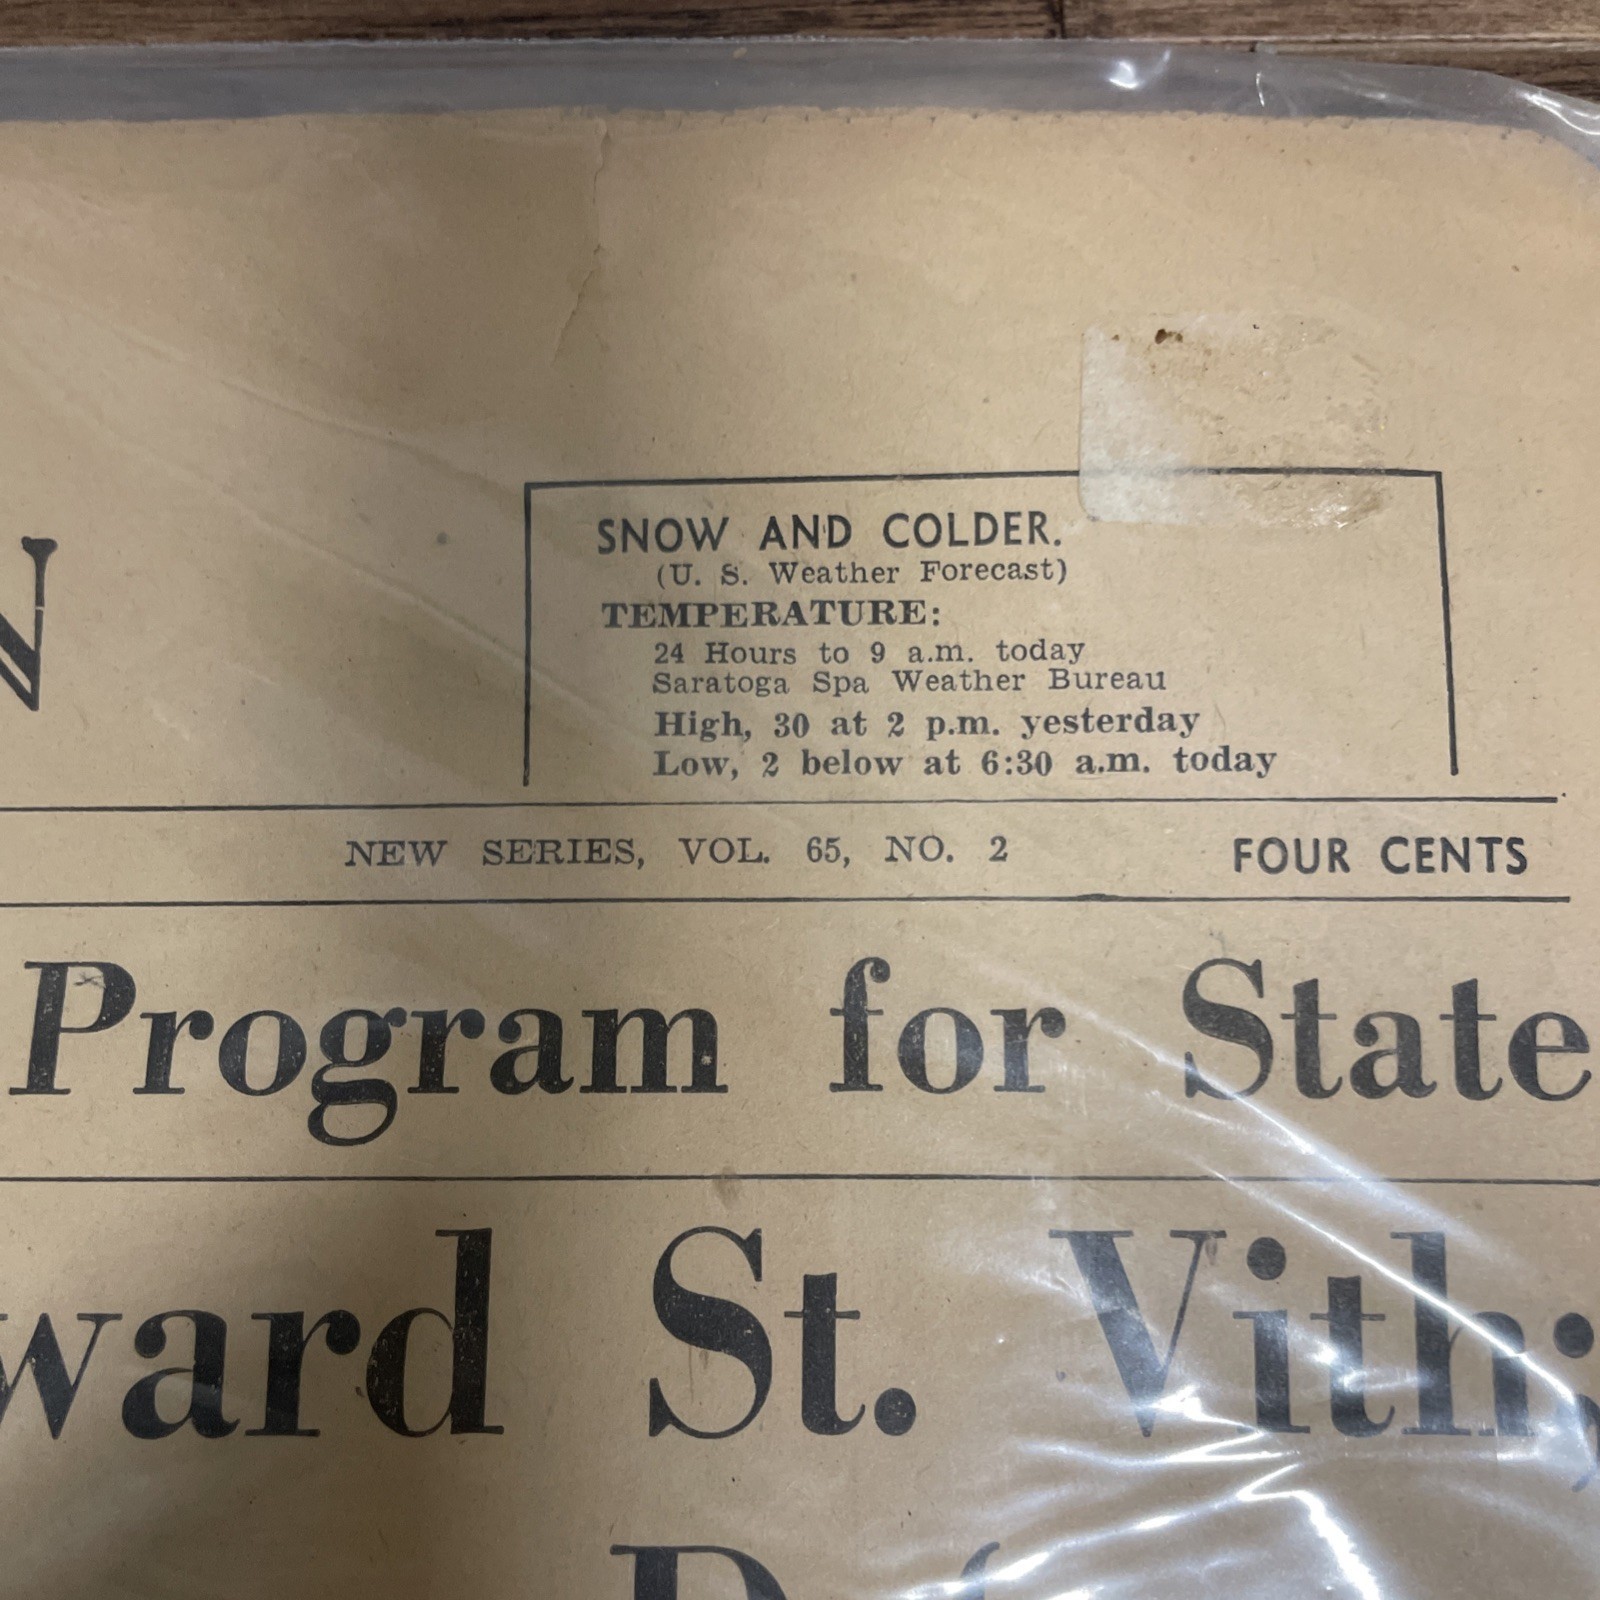 N
SNOW AND COLDER.
(U. S. Weather Forecast)
TEMPERATURE:
24 Hours to 9 a.m. today
Saratoga Spa Weather Bureau
High, 30 at 2 p.m. yesterday
Low, 2 below at 6:30 a.m. today
NEW SERIES, VOL. 65, NO. 2
FOUR CENTS
Program for State
ward St. Vith;